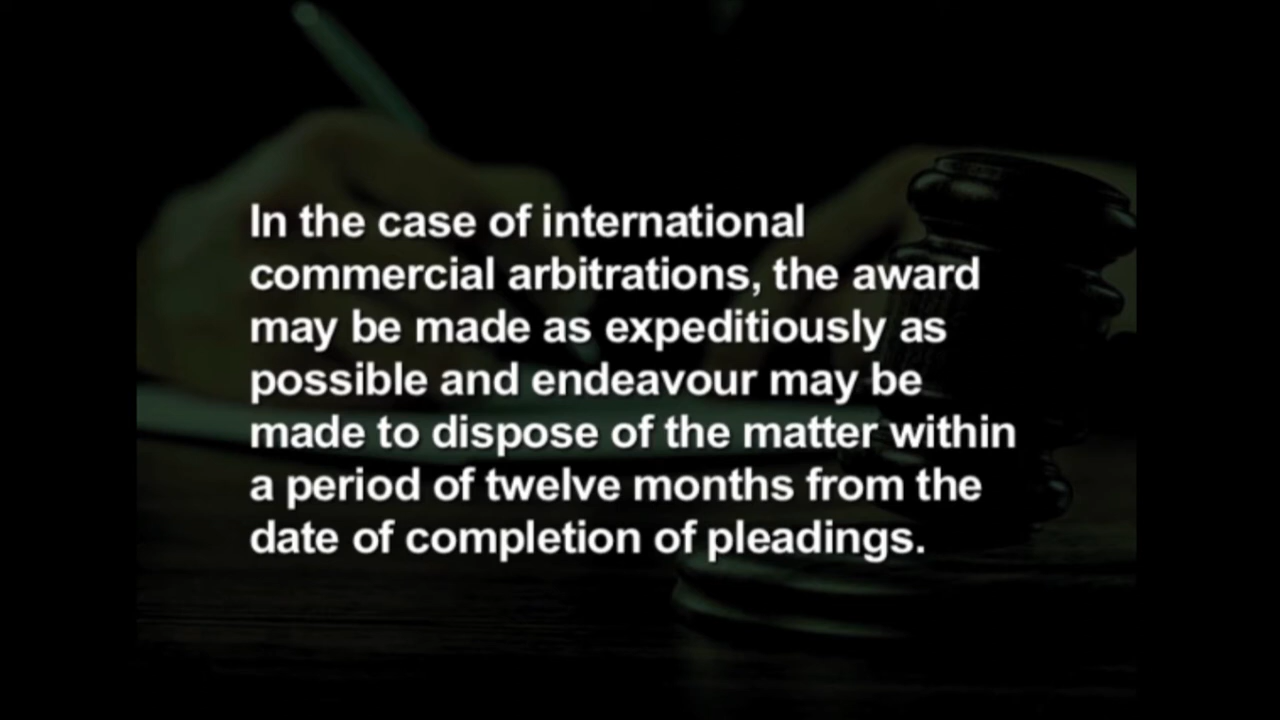 In the case of international
commercial arbitrations, the award
may be made as expeditiously as
possible and endeavour may be
made to dispose of the matter within
a period of twelve months from the
date of completion of pleadings.